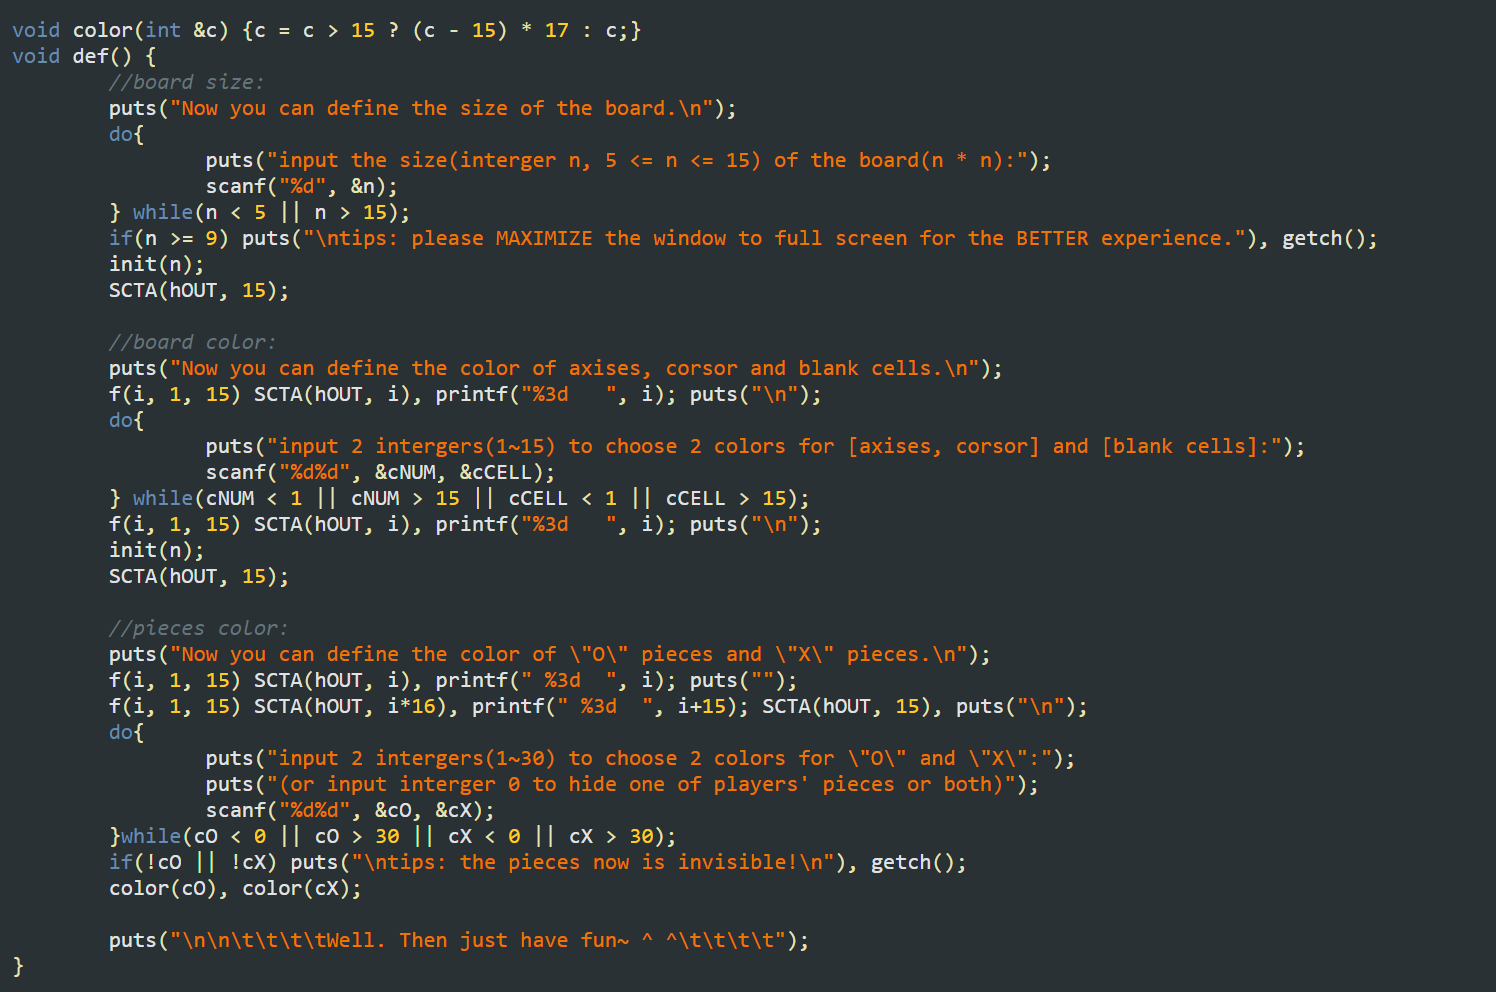 void color(int &c) {c = c > 15 ? (c - 15) * 17 : c;}
void def() {
        //board size:
        puts("Now you can define the size of the board.\n");
        do{
                puts("input the size(interger n, 5 <= n <= 15) of the board(n * n):");
                scanf("%d", &n);
        } while(n < 5 || n > 15);
        if(n >= 9) puts("\ntips: please MAXIMIZE the window to full screen for the BETTER experience."), getch();
        init(n);
        SCTA(hOUT, 15);

        //board color:
        puts("Now you can define the color of axises, corsor and blank cells.\n");
        f(i, 1, 15) SCTA(hOUT, i), printf("%3d   ", i); puts("\n");
        do{
                puts("input 2 intergers(1~15) to choose 2 colors for [axises, corsor] and [blank cells]:");
                scanf("%d%d", &cNUM, &cCELL);
        } while(cNUM < 1 || cNUM > 15 || cCELL < 1 || cCELL > 15);
        f(i, 1, 15) SCTA(hOUT, i), printf("%3d   ", i); puts("\n");
        init(n);
        SCTA(hOUT, 15);

        //pieces color:
        puts("Now you can define the color of \"O\" pieces and \"X\" pieces.\n");
        f(i, 1, 15) SCTA(hOUT, i), printf(" %3d  ", i); puts("");
        f(i, 1, 15) SCTA(hOUT, i*16), printf(" %3d  ", i+15); SCTA(hOUT, 15), puts("\n");
        do{
                puts("input 2 intergers(1~30) to choose 2 colors for \"O\" and \"X\":");
                puts("(or input interger 0 to hide one of players' pieces or both)");
                scanf("%d%d", &cO, &cX);
        }while(cO < 0 || cO > 30 || cX < 0 || cX > 30);
        if(!cO || !cX) puts("\ntips: the pieces now is invisible!\n"), getch();
        color(cO), color(cX);

        puts("\n\n\t\t\t\tWell. Then just have fun~ ^ ^\t\t\t\t");
}